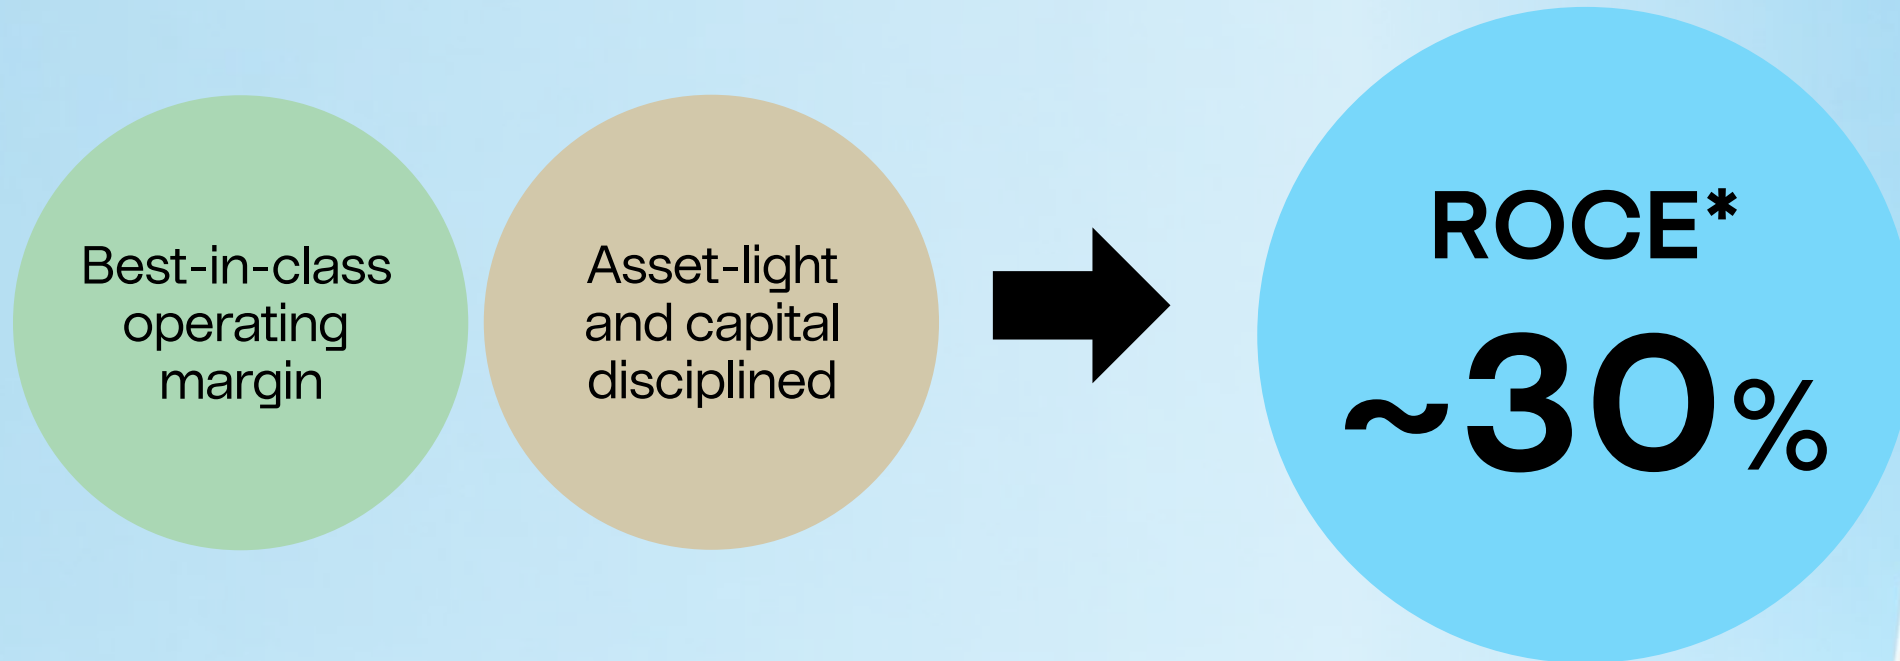 Best-in-class
operating
margin
Asset-light
and capital
disciplined
ROCE*
~30%